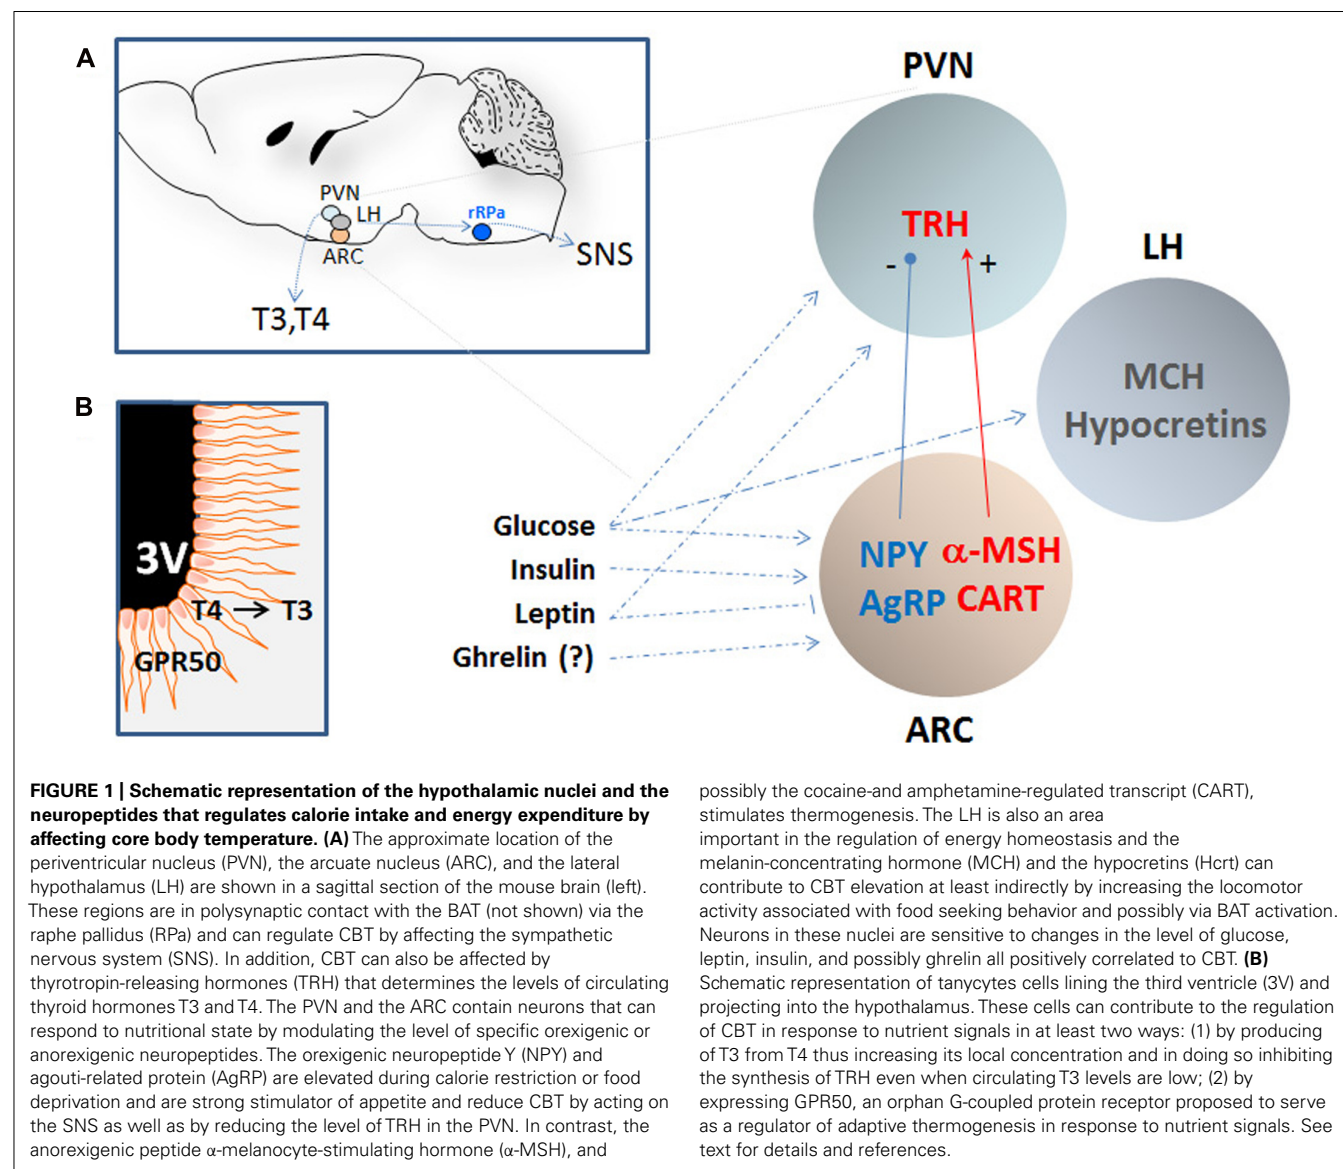 A
PVN
LH
rRPa
ARC
SNS
T3,T4
PVN
TRH
- +
LH
MCH
Hypocretins
B
3V
T4 → T3
GPR50
Glucose
Insulin
Leptin
Ghrelin (?)
NPY α-MSH
AgRP CART
ARC
FIGURE 1 | Schematic representation of the hypothalamic nuclei and the
neuropeptides that regulates calorie intake and energy expenditure by
affecting core body temperature. (A) The approximate location of the
periventricular nucleus (PVN), the arcuate nucleus (ARC), and the lateral
hypothalamus (LH) are shown in a sagittal section of the mouse brain (left).
These regions are in polysynaptic contact with the BAT (not shown) via the
raphe pallidus (RPa) and can regulate CBT by affecting the sympathetic
nervous system (SNS). In addition, CBT can also be affected by
thyrotropin-releasing hormones (TRH) that determines the levels of circulating
thyroid hormones T3 and T4. The PVN and the ARC contain neurons that can
respond to nutritional state by modulating the level of specific orexigenic or
anorexigenic neuropeptides. The orexigenic neuropeptide Y (NPY) and
agouti-related protein (AgRP) are elevated during calorie restriction or food
deprivation and are strong stimulator of appetite and reduce CBT by acting on
the SNS as well as by reducing the level of TRH in the PVN. In contrast, the
anorexigenic peptide α-melanocyte-stimulating hormone (α-MSH), and
possibly the cocaine-and amphetamine-regulated transcript (CART),
stimulates thermogenesis. The LH is also an area
important in the regulation of energy homeostasis and the
melanin-concentrating hormone (MCH) and the hypocretins (Hcrt) can
contribute to CBT elevation at least indirectly by increasing the locomotor
activity associated with food seeking behavior and possibly via BAT activation.
Neurons in these nuclei are sensitive to changes in the level of glucose,
leptin, insulin, and possibly ghrelin all positively correlated to CBT. (B)
Schematic representation of tanycytes cells lining the third ventricle (3V) and
projecting into the hypothalamus. These cells can contribute to the regulation
of CBT in response to nutrient signals in at least two ways: (1) by producing
of T3 from T4 thus increasing its local concentration and in doing so inhibiting
the synthesis of TRH even when circulating T3 levels are low; (2) by
expressing GPR50, an orphan G-coupled protein receptor proposed to serve
as a regulator of adaptive thermogenesis in response to nutrient signals. See
text for details and references.